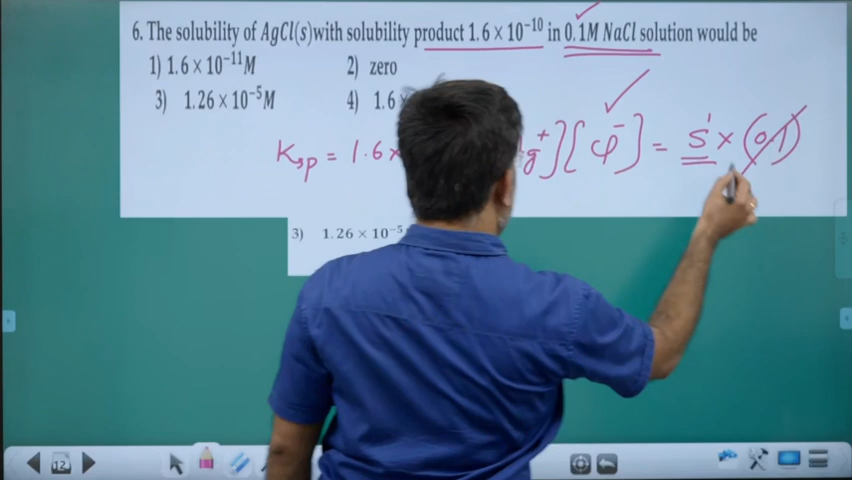 6. The solubility of AgCl(s)with solubility product 1.6 × 10⁻¹⁰ in 0.1M NaCl solution would be
1) 1.6 × 10⁻¹¹M 2) zero
3) 1.26 × 10⁻⁵M 4) 1.6
Ksp = 1.6 × g⁺][Cl⁻] = S' × (0.1)
3) 1.26 × 10⁻⁵
12